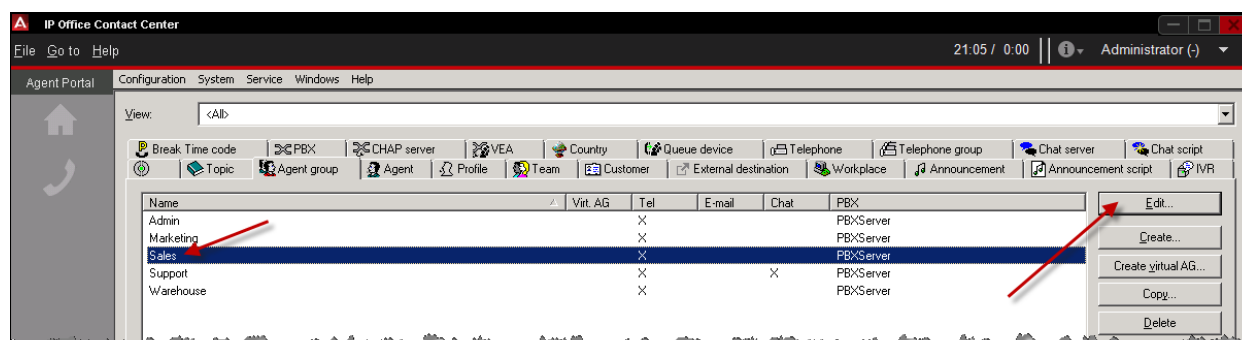 IP Office Contact Center
File Go to Help 21:05 / 0:00 Administrator (-)
Agent Portal Configuration System Service Windows Help
View: <All>
Break Time code PBX CHAP server VEA Country Queue device Telephone Telephone group Chat server Chat script
Topic Agent group Agent Profile Team Customer External destination Workplace Announcement Announcement script IVR
Name Virt. AG Tel E-mail Chat PBX Edit...
Admin X PBXServer
Marketing X PBXServer Create...
Sales X PBXServer
Support X X PBXServer Create virtual AG...
Warehouse X PBXServer Copy...
Delete